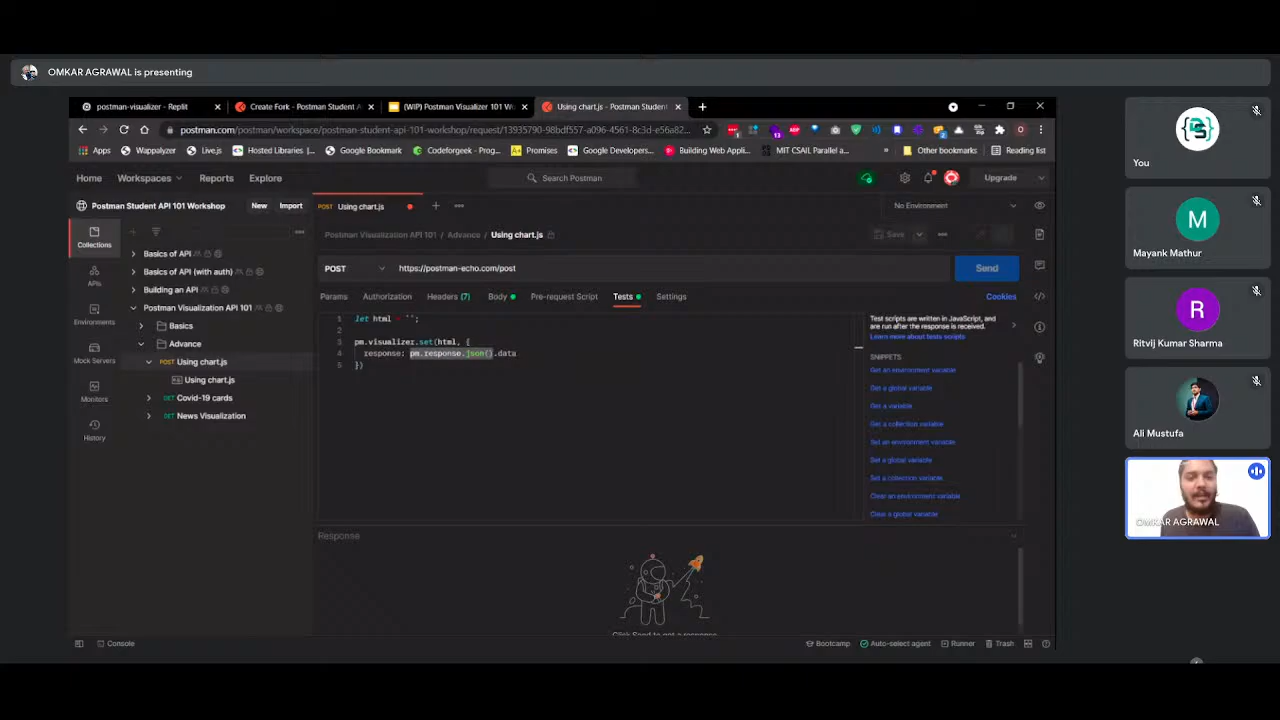 OMKAR AGRAWAL is presenting
postman-visualizer - Replit
Create Fork - Postman Student A
(WIP) Postman Visualizer 101 Wo
Using chart.js - Postman Student
postman.com/postman/workspace/postman-student-api-101-workshop/request/13935790-98bdf557-a096-4561-8c3d-e56a82...
Apps
Wappalyzer
Live.js
Hosted Libraries |...
Google Bookmark
Codeforgeek - Prog...
Promises
Google Developers...
Building Web Appli...
MIT CSAIL Parallel a...
Other bookmarks
Reading list
Home
Workspaces
Reports
Explore
Search Postman
Upgrade
Postman Student API 101 Workshop
New
Import
POST Using chart.js
No Environment
Collections
APIs
Environments
Mock Servers
Monitors
History
Basics of API
Basics of API (with auth)
Building an API
Postman Visualization API 101
Basics
Advance
POST Using chart.js
Using chart.js
GET Covid-19 cards
GET News Visualization
Postman Visualization API 101 / Advance / Using chart.js
Save
POST
https://postman-echo.com/post
Send
Params
Authorization
Headers (7)
Body
Pre-request Script
Tests
Settings
Cookies
1 let html = ``;
2
3 pm.visualizer.set(html, {
4 response: pm.response.json().data
5 })
Test scripts are written in JavaScript, and
are run after the response is received.
Learn more about tests scripts
SNIPPETS
Get an environment variable
Get a global variable
Get a variable
Get a collection variable
Set an environment variable
Set a global variable
Set a collection variable
Clear an environment variable
Clear a global variable
Response
Click Send to get a response
Console
Bootcamp
Auto-select agent
Runner
Trash
You
M
Mayank Mathur
R
Ritvij Kumar Sharma
Ali Mustufa
OMKAR AGRAWAL